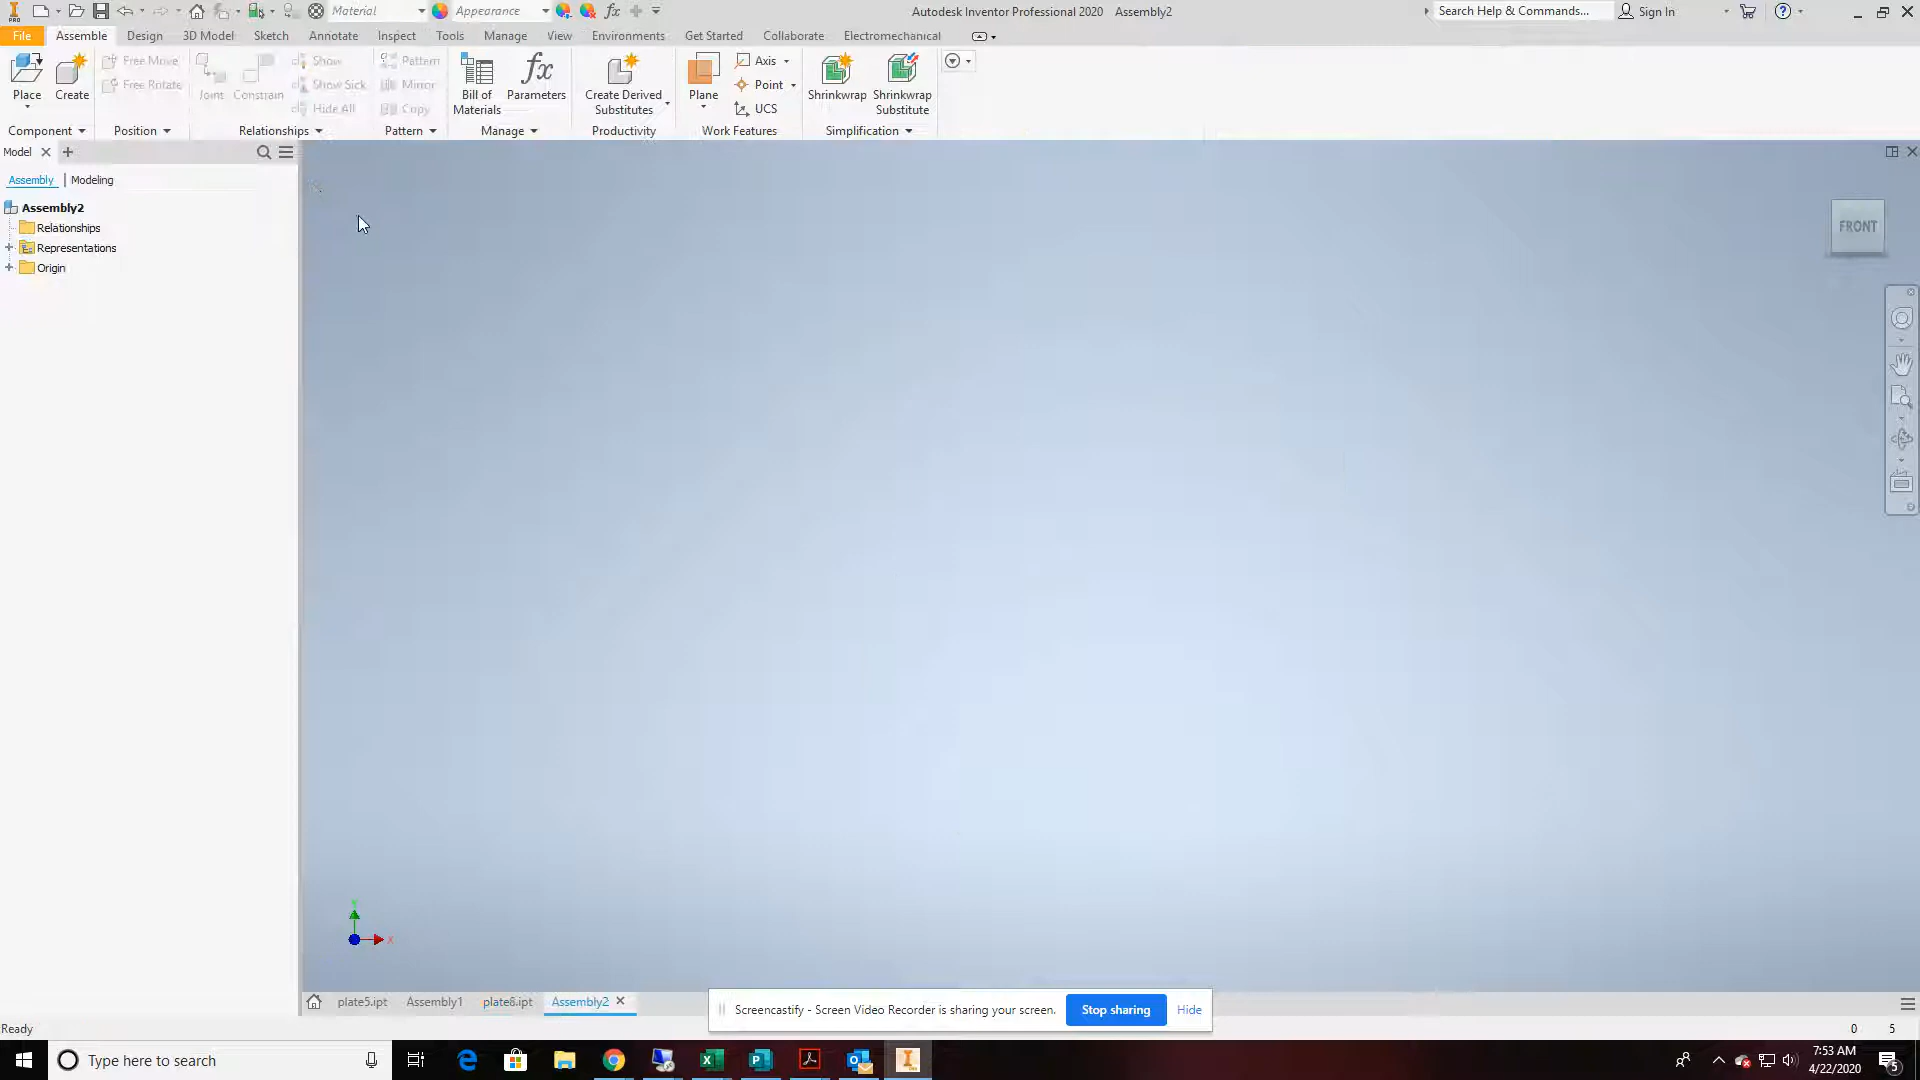 PRO
Material
Appearance
fx
Autodesk Inventor Professional 2020 Assembly2
Search Help & Commands...
Sign In
File Assemble Design 3D Model Sketch Annotate Inspect Tools Manage View Environments Get Started Collaborate Electromechanical
Place
Create
Free Move
Free Rotate
Joint
Constrain
Show
Show Sick
Hide All
Pattern
Mirror
Copy
Bill of
Materials
fx
Parameters
Create Derived
Substitutes
Plane
Axis
Point
UCS
Shrinkwrap
Shrinkwrap
Substitute
Component Position Relationships Pattern Manage Productivity Work Features Simplification
Model
Assembly | Modeling
Assembly2
Relationships
Representations
Origin
FRONT
Y
X
plate5.ipt Assembly1 plate8.ipt Assembly2
Screencastify - Screen Video Recorder is sharing your screen. Stop sharing Hide
Ready
0 5
Type here to search
7:53 AM
4/22/2020
5